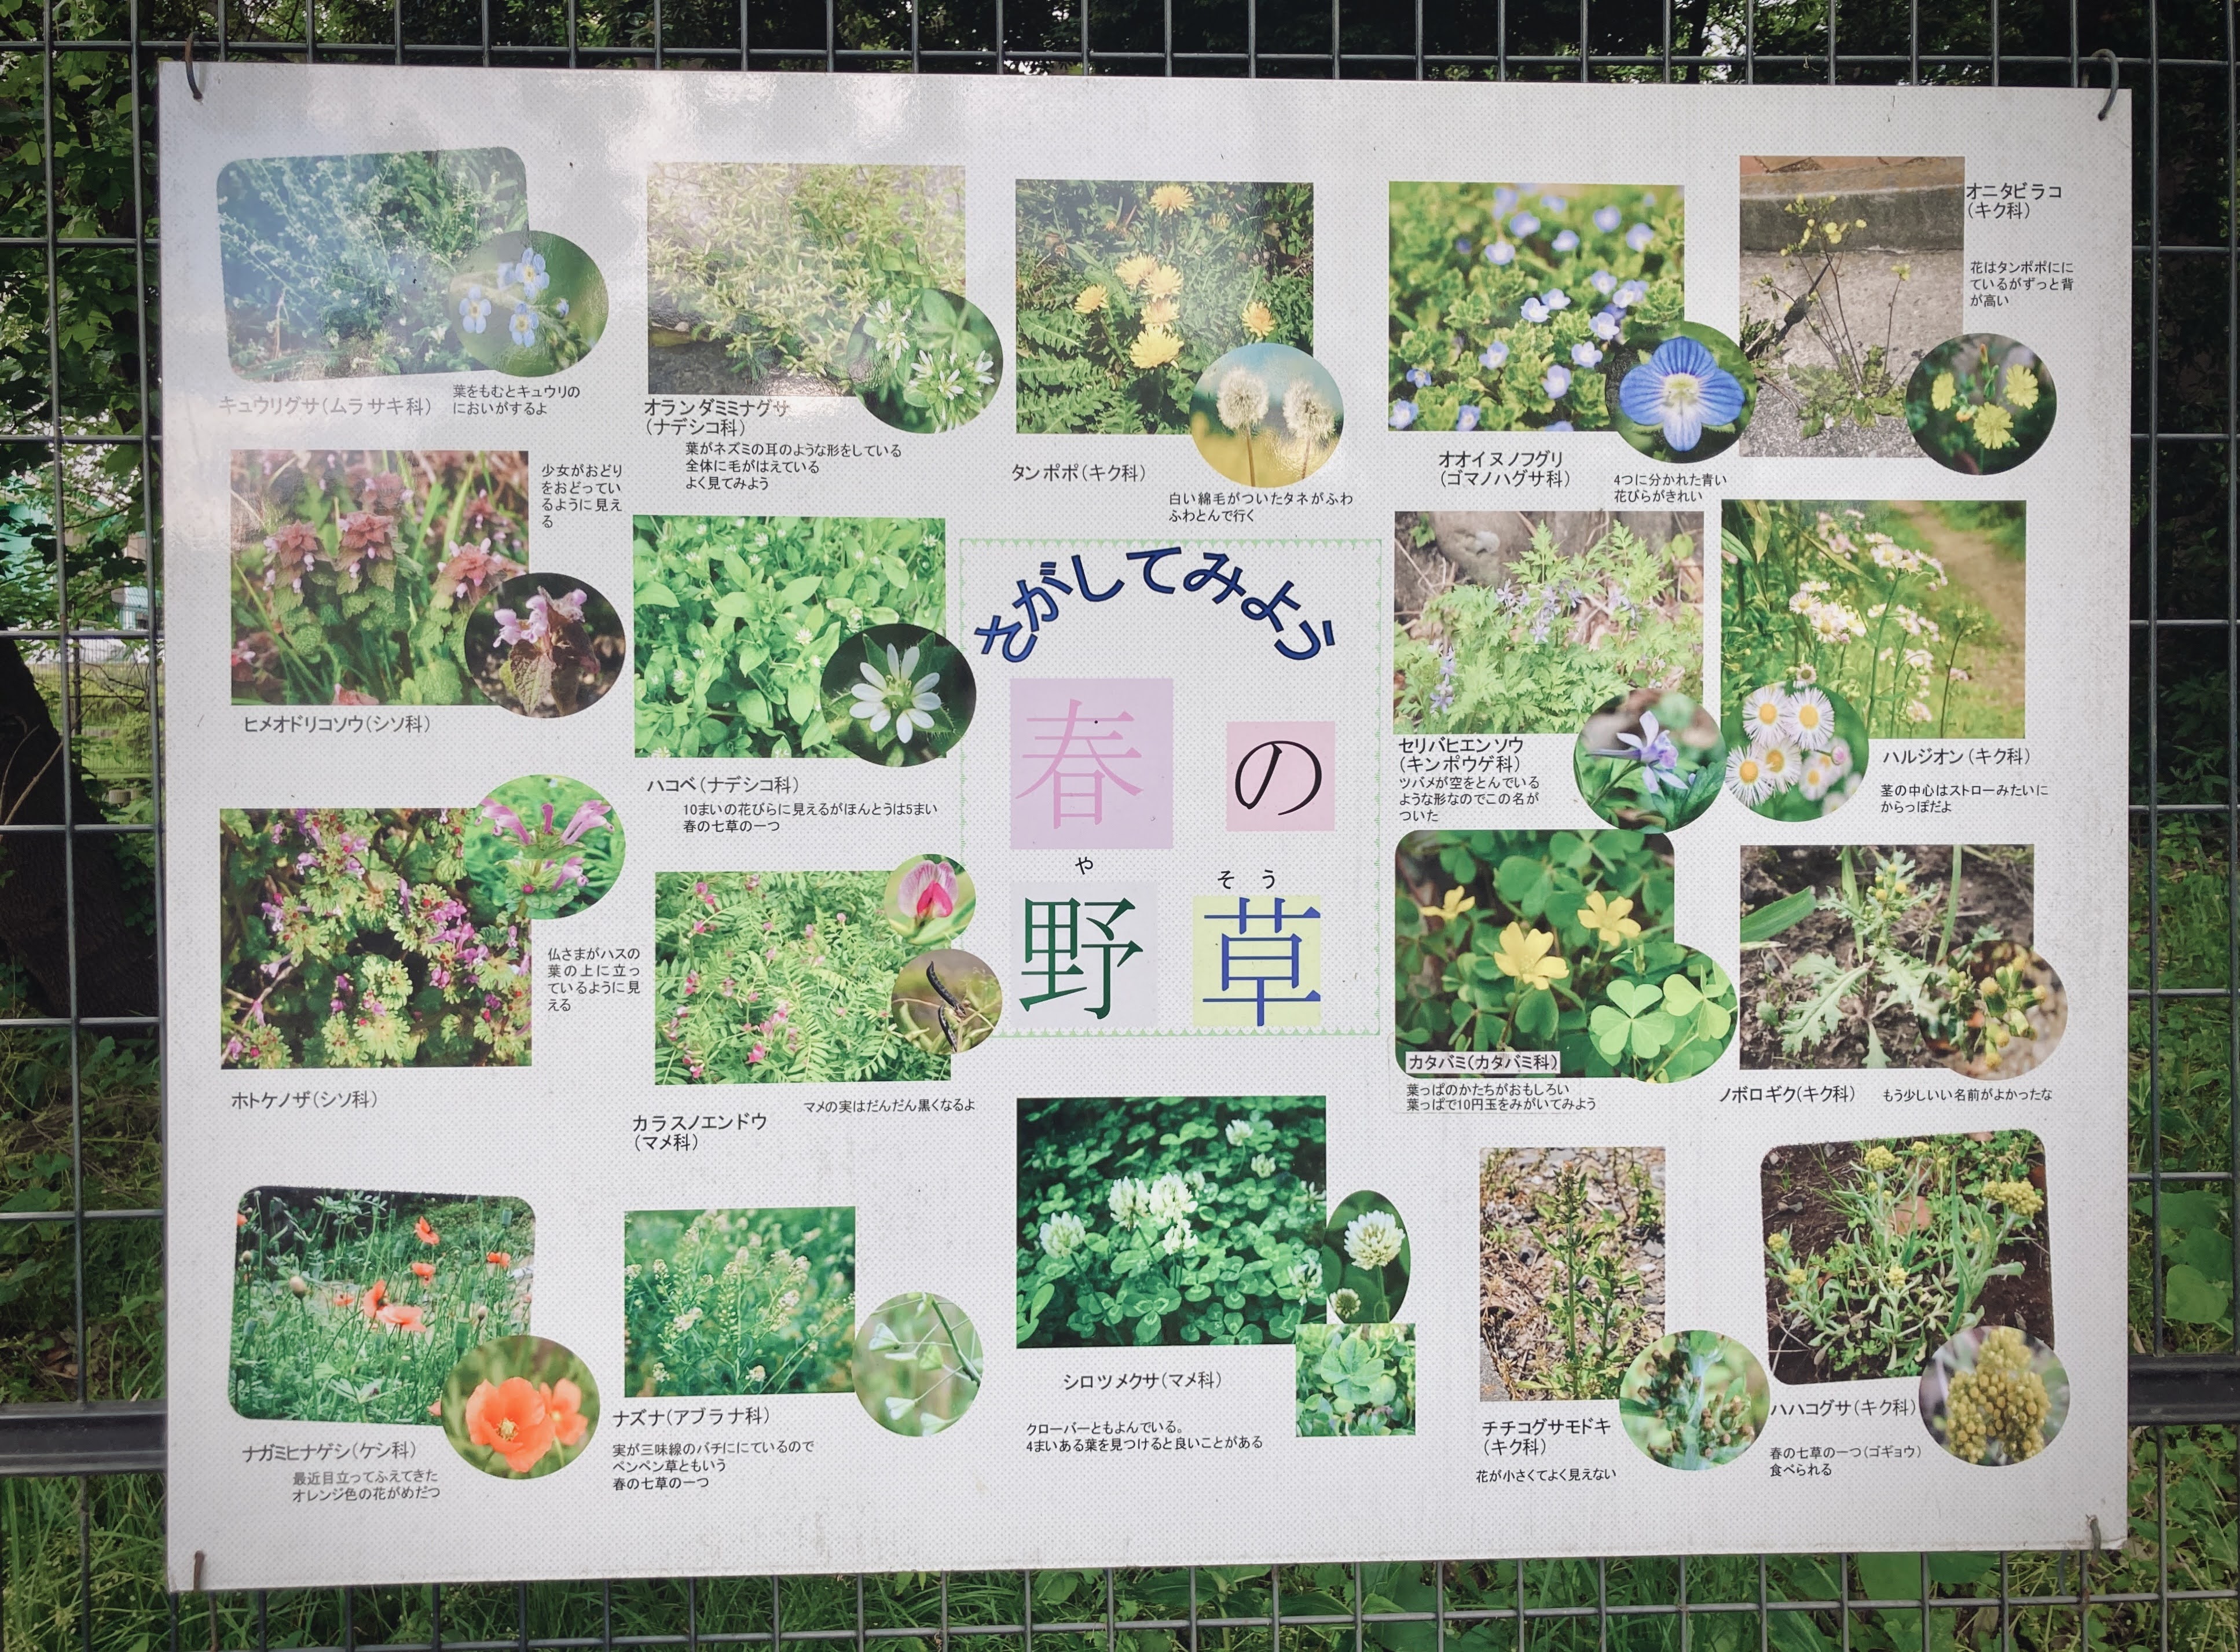 さがしてみよう
春の
や そう
野草
キュウリグサ(ムラサキ科)
葉をもむとキュウリの
においがするよ
オランダミミナグサ
(ナデシコ科)
葉がネズミの耳のような形をしている
全体に毛がはえている
よく見てみよう
タンポポ(キク科)
白い綿毛がついたタネがふわ
ふわとんで行く
オオイヌノフグリ
(ゴマノハグサ科)
4つに分かれた青い
花びらがきれい
オニタビラコ
(キク科)
花はタンポポにに
ているがずっと背
が高い
少女がおどり
をおどってい
るように見え
る
ヒメオドリコソウ(シソ科)
ハコベ(ナデシコ科)
10まいの花びらに見えるがほんとうは5まい
春の七草の一つ
セリバヒエンソウ
(キンポウゲ科)
ツバメが空をとんでいる
ような形なのでこの名が
ついた
ハルジオン(キク科)
茎の中心はストローみたいに
からっぽだよ
仏さまがハスの
葉の上に立っ
ているように見
える
ホトケノザ(シソ科)
カラスノエンドウ
(マメ科)
マメの実はだんだん黒くなるよ
カタバミ(カタバミ科)
葉っぱのかたちがおもしろい
葉っぱで10円玉をみがいてみよう
ノボロギク(キク科)
もう少しいい名前がよかったな
ナガミヒナゲシ(ケシ科)
最近目立ってふえてきた
オレンジ色の花がめだつ
ナズナ(アブラナ科)
実が三味線のバチににているので
ペンペン草ともいう
春の七草の一つ
シロツメクサ(マメ科)
クローバーともよんでいる。
4まいある葉を見つけると良いことがある
チチコグサモドキ
(キク科)
花が小さくてよく見えない
ハハコグサ(キク科)
春の七草の一つ(ゴギョウ)
食べられる